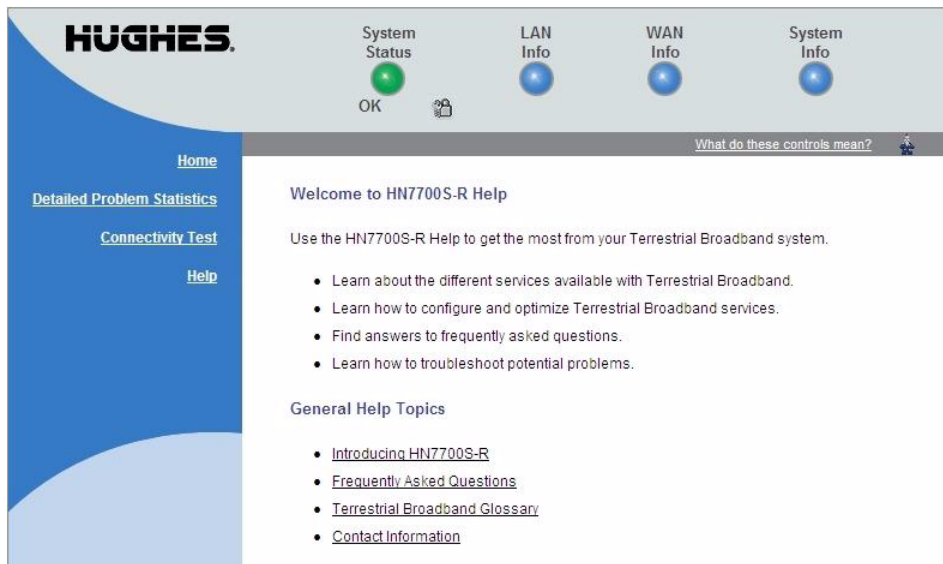 HUGHES.
System Status
LAN Info
WAN Info
System Info
OK
What do these controls mean?
Home
Detailed Problem Statistics
Connectivity Test
Help
Welcome to HN7700S-R Help
Use the HN7700S-R Help to get the most from your Terrestrial Broadband system.
• Learn about the different services available with Terrestrial Broadband.
• Learn how to configure and optimize Terrestrial Broadband services.
• Find answers to frequently asked questions.
• Learn how to troubleshoot potential problems.
General Help Topics
• Introducing HN7700S-R
• Frequently Asked Questions
• Terrestrial Broadband Glossary
• Contact Information